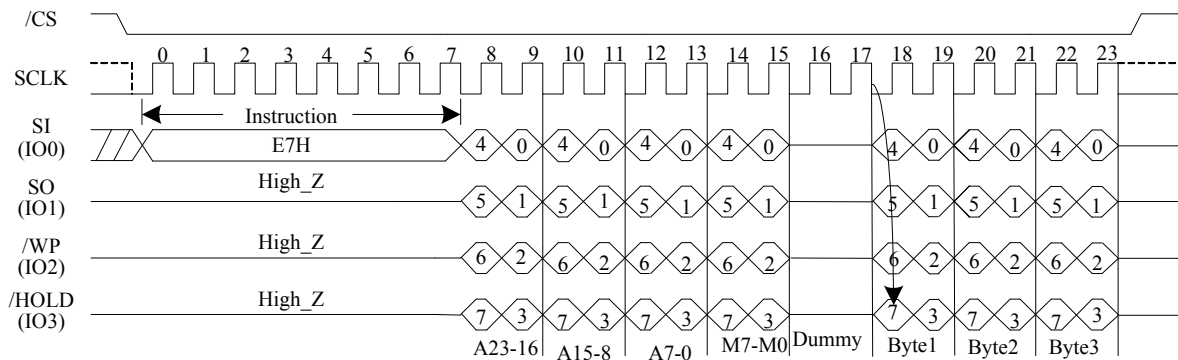 /CS
0 1 2 3 4 5 6 7 8 9 10 11 12 13 14 15 16 17 18 19 20 21 22 23
SCLK
Instruction
SI
(IO0)
E7H
4 0 4 0 4 0 4 0 4 0 4 0 4 0
High_Z
SO
(IO1)
5 1 5 1 5 1 5 1 5 1 5 1 5 1
High_Z
/WP
(IO2)
6 2 6 2 6 2 6 2 6 2 6 2 6 2
High_Z
/HOLD
(IO3)
7 3 7 3 7 3 7 3 7 3 7 3 7 3
A23-16 A15-8 A7-0 M7-M0 Dummy Byte1 Byte2 Byte3